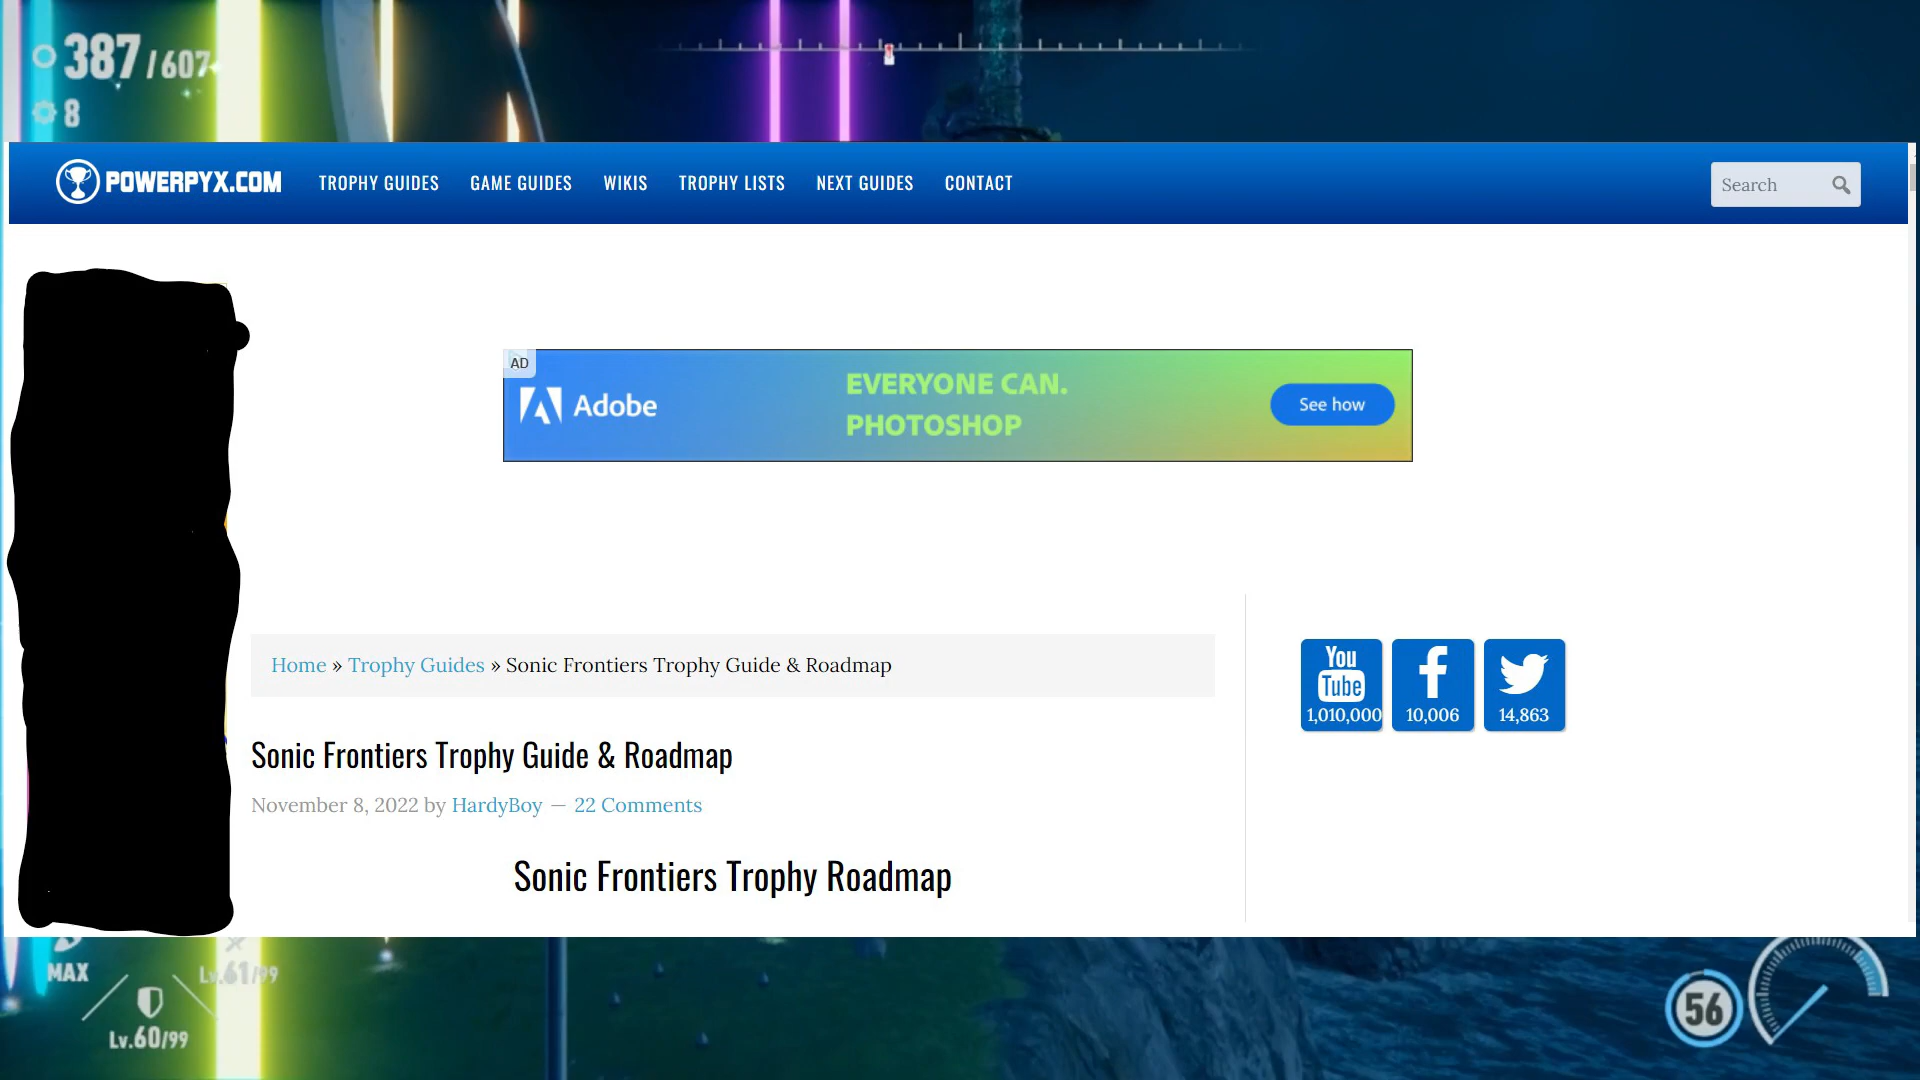 387/607
8
POWERPYX.COM TROPHY GUIDES GAME GUIDES WIKIS TROPHY LISTS NEXT GUIDES CONTACT Search
AD
Adobe
EVERYONE CAN.
PHOTOSHOP
See how
Home » Trophy Guides » Sonic Frontiers Trophy Guide & Roadmap
You
Tube
1,010,000 10,006 14,863
Sonic Frontiers Trophy Guide & Roadmap
November 8, 2022 by HardyBoy — 22 Comments
Sonic Frontiers Trophy Roadmap
MAX
Lv.61/99
Lv.60/99
56